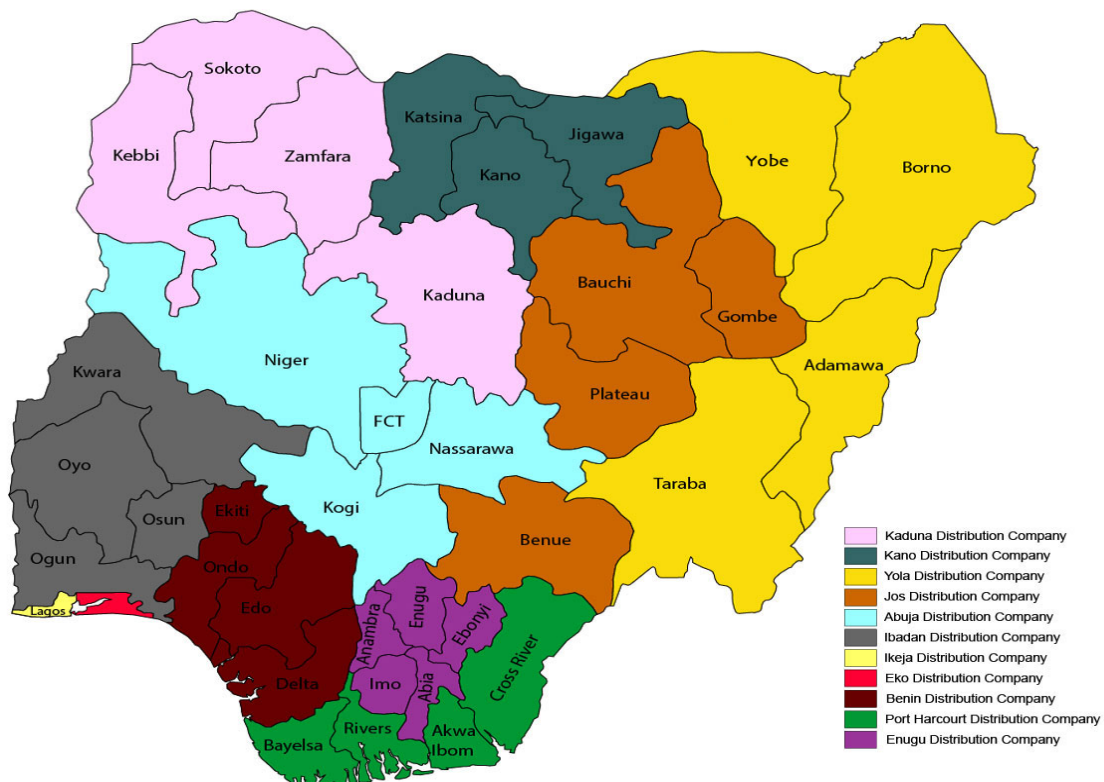 Sokoto
Katsina
Jigawa
Kebbi
Zamfara
Kano
Yobe
Borno
Kaduna
Bauchi
Gombe
Niger
Adamawa
Kwara
Plateau
FCT
Nassarawa
Oyo
Taraba
Kogi
Ekiti
Osun
Benue
Ogun
Ondo
Edo
Enugu
Ebonyi
Anambra
Lagos
Cross River
Delta
Imo
Abia
Rivers
Akwa
Ibom
Bayelsa
Kaduna Distribution Company
Kano Distribution Company
Yola Distribution Company
Jos Distribution Company
Abuja Distribution Company
Ibadan Distribution Company
Ikeja Distribution Company
Eko Distribution Company
Benin Distribution Company
Port Harcourt Distribution Company
Enugu Distribution Company